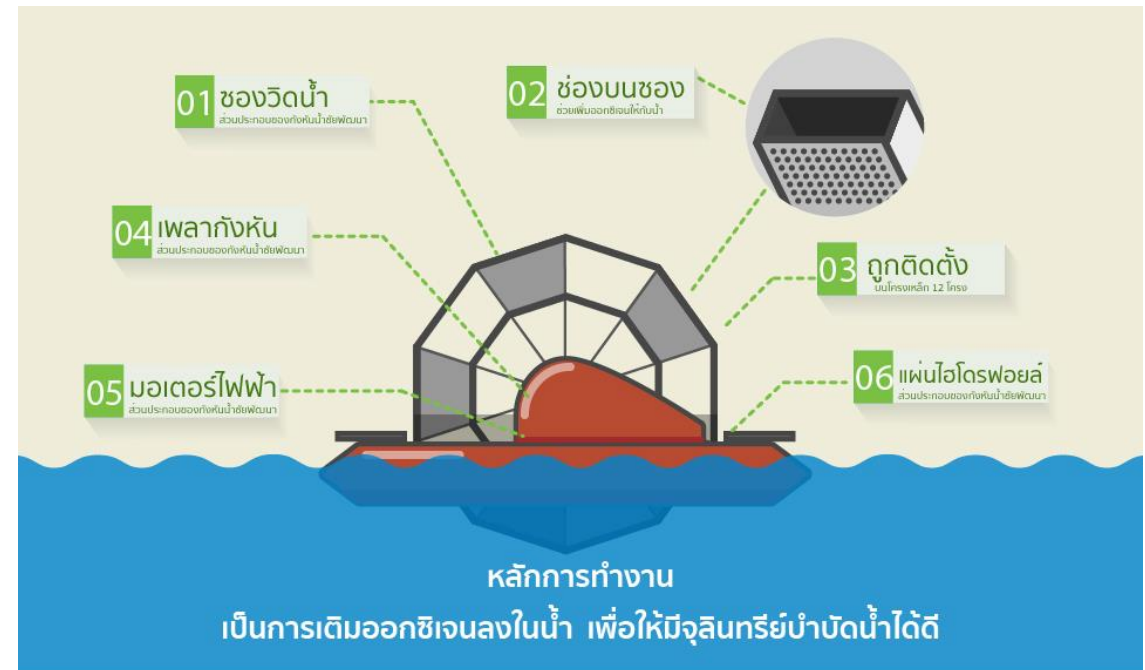 01 ซองวิดน้ำ
ส่วนประกอบของกังหันน้ำชัยพัฒนา
02 ช่องบนซอง
ช่วยเพิ่มออกซิเจนให้กับน้ำ
03 ถูกติดตั้ง
บนโครงเหล็ก 12 โครง
04 เพลากังหัน
ส่วนประกอบของกังหันน้ำชัยพัฒนา
05 มอเตอร์ไฟฟ้า
ส่วนประกอบของกังหันน้ำชัยพัฒนา
06 แผ่นไฮโดรฟอยล์
ส่วนประกอบของกังหันน้ำชัยพัฒนา
หลักการทำงาน
เป็นการเติมออกซิเจนลงในน้ำ เพื่อให้มีจุลินทรีย์บำบัดน้ำได้ดี